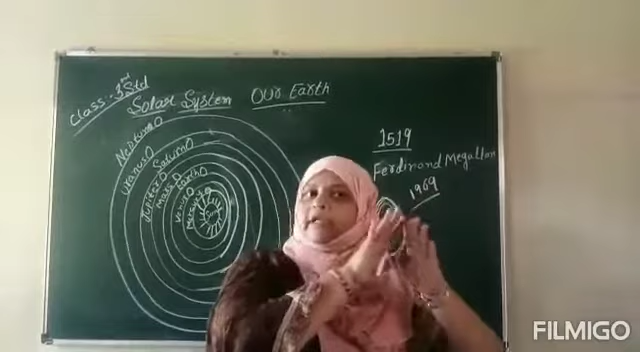 Class:- 3rd Std
Solar System Our Earth
Neptune
Uranus
Saturn
Jupiter
Mars
Earth
Venus
Mercury
Sun
1519
Ferdinand Megallan
1969
FILMIGO